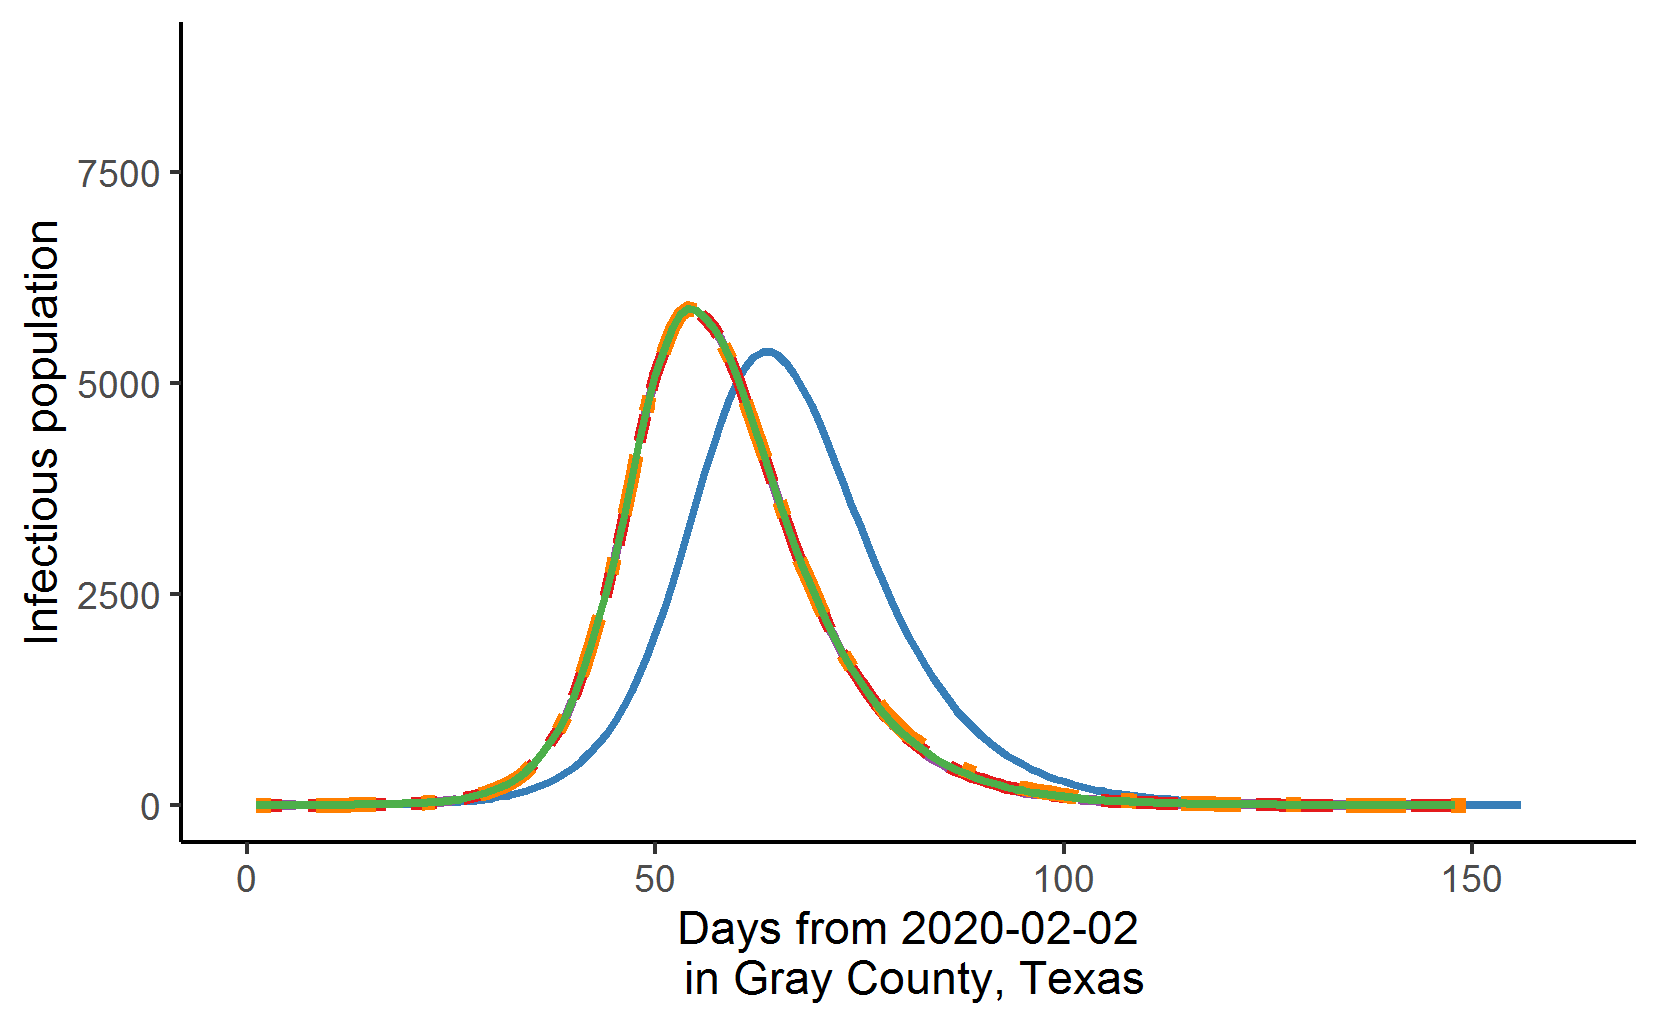 Infectious population
7500
5000
2500
0
0 50 100 150
Days from 2020-02-02
in Gray County, Texas